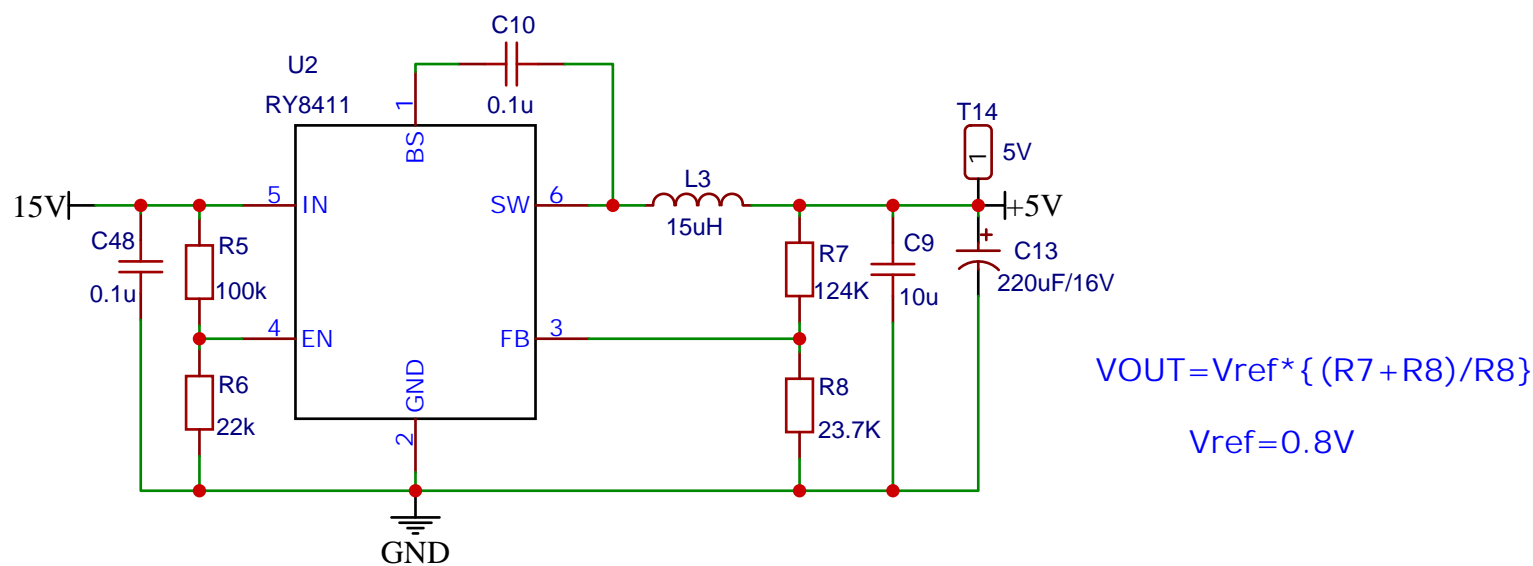 C10
0.1u
U2
RY8411
1
BS
T14
1
5V
15V
5
IN
SW
6
L3
15uH
+5V
+
C48
0.1u
R5
100k
R7
124K
C9
10u
C13
220uF/16V
4
EN
FB
3
R6
22k
GND
2
R8
23.7K
GND
VOUT=Vref*{(R7+R8)/R8}
Vref=0.8V